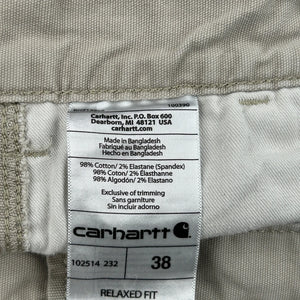 100390
Carhartt, Inc. P.O. Box 600
Dearborn, MI 48121 USA
carhartt.com
Made in Bangladesh
Fabriqué au Bangladesh
Hecho en Bangladesh
98% Cotton/ 2% Elastane (Spandex)
98% Coton/ 2% Élasthanne
98% Algodón/ 2% Elastano
Exclusive of trimming
Sans garniture
Sin incluir adorno
carhartt
102514 232
38
RELAXED FIT